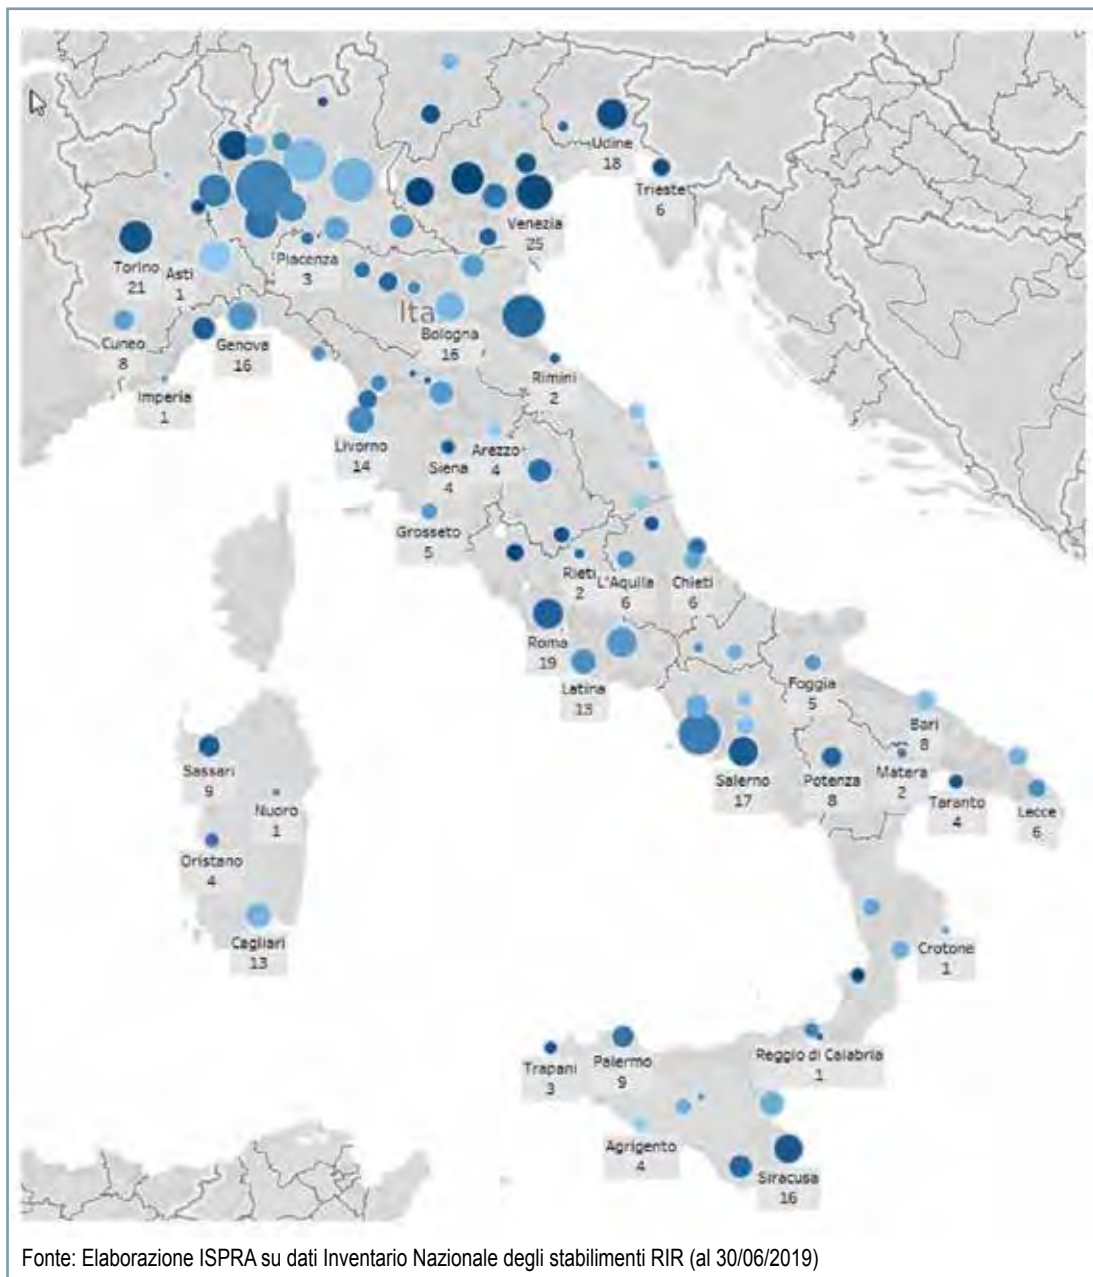 Udine
18
Trieste
6
Venezia
25
Torino
21
Asti
1
Piacenza
3
Ita
Bologna
16
Cuneo
8
Genova
16
Rimini
2
Imperia
1
Livorno
14
Siena
4
Arezzo
4
Grosseto
5
Rieti
2
L'Aquila
6
Chieti
6
Roma
19
Latina
13
Foggia
5
Bari
8
Sassari
9
Nuoro
1
Salerno
17
Potenza
8
Matera
2
Taranto
4
Lecce
6
Oristano
4
Cagliari
13
Crotone
1
Trapani
3
Palermo
9
Reggio di Calabria
1
Agrigento
4
Siracusa
16
Fonte: Elaborazione ISPRA su dati Inventario Nazionale degli stabilimenti RIR (al 30/06/2019)